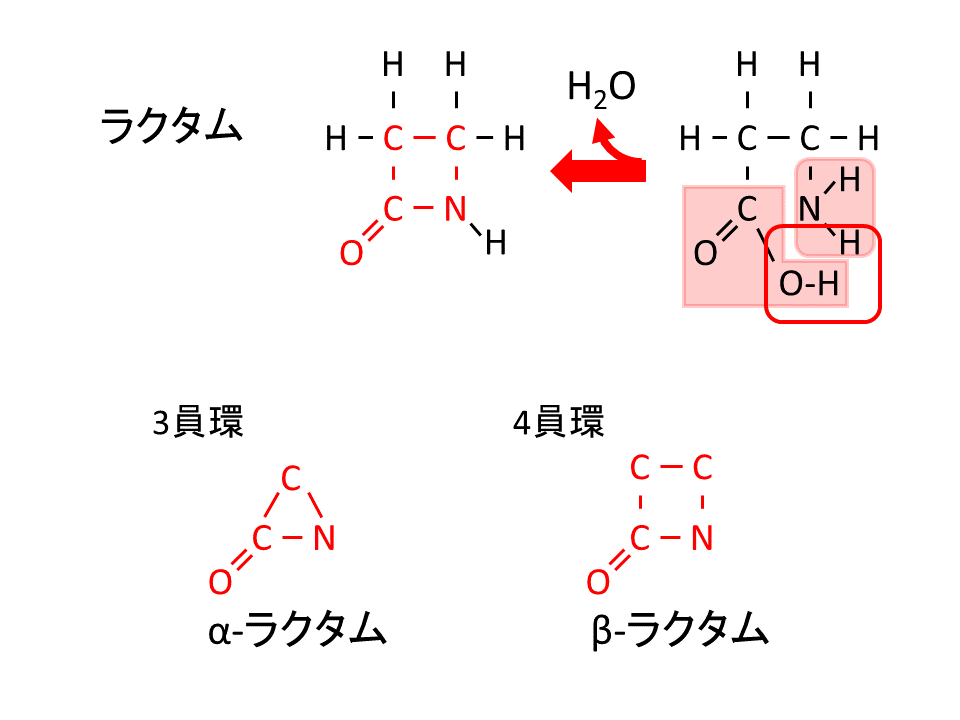 ラクタム
H H
H－C－C－H
C－N
O H
H₂O
H H
H－C－C－H
C N H
O H
O-H
3員環
C
C－N
O
α-ラクタム
4員環
C－C
C－N
O
β-ラクタム